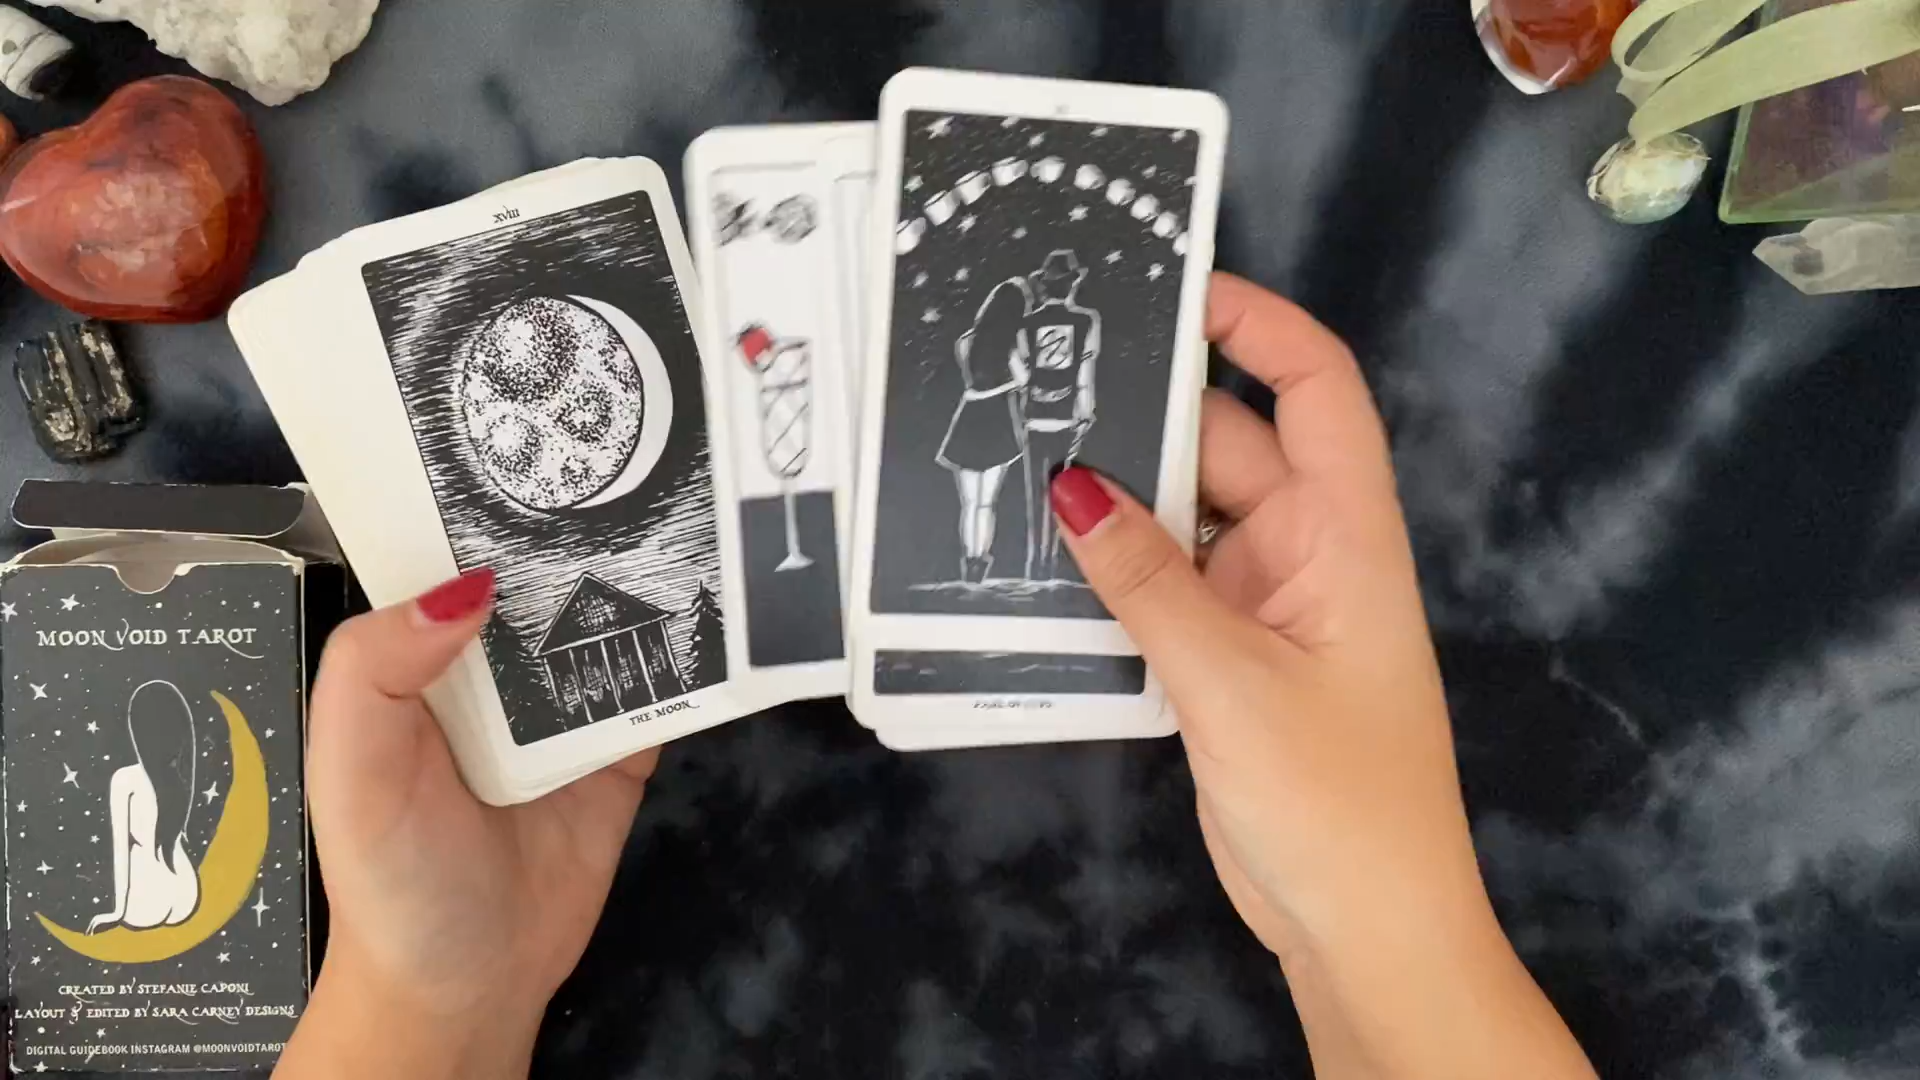 XVIII
THE MOON
MOON VOID TAROT
CREATED BY STEFANIE CAPONI
LAYOUT & EDITED BY SARA CARNEY DESIGNS
DIGITAL GUIDEBOOK INSTAGRAM @MOONVOIDTAROT